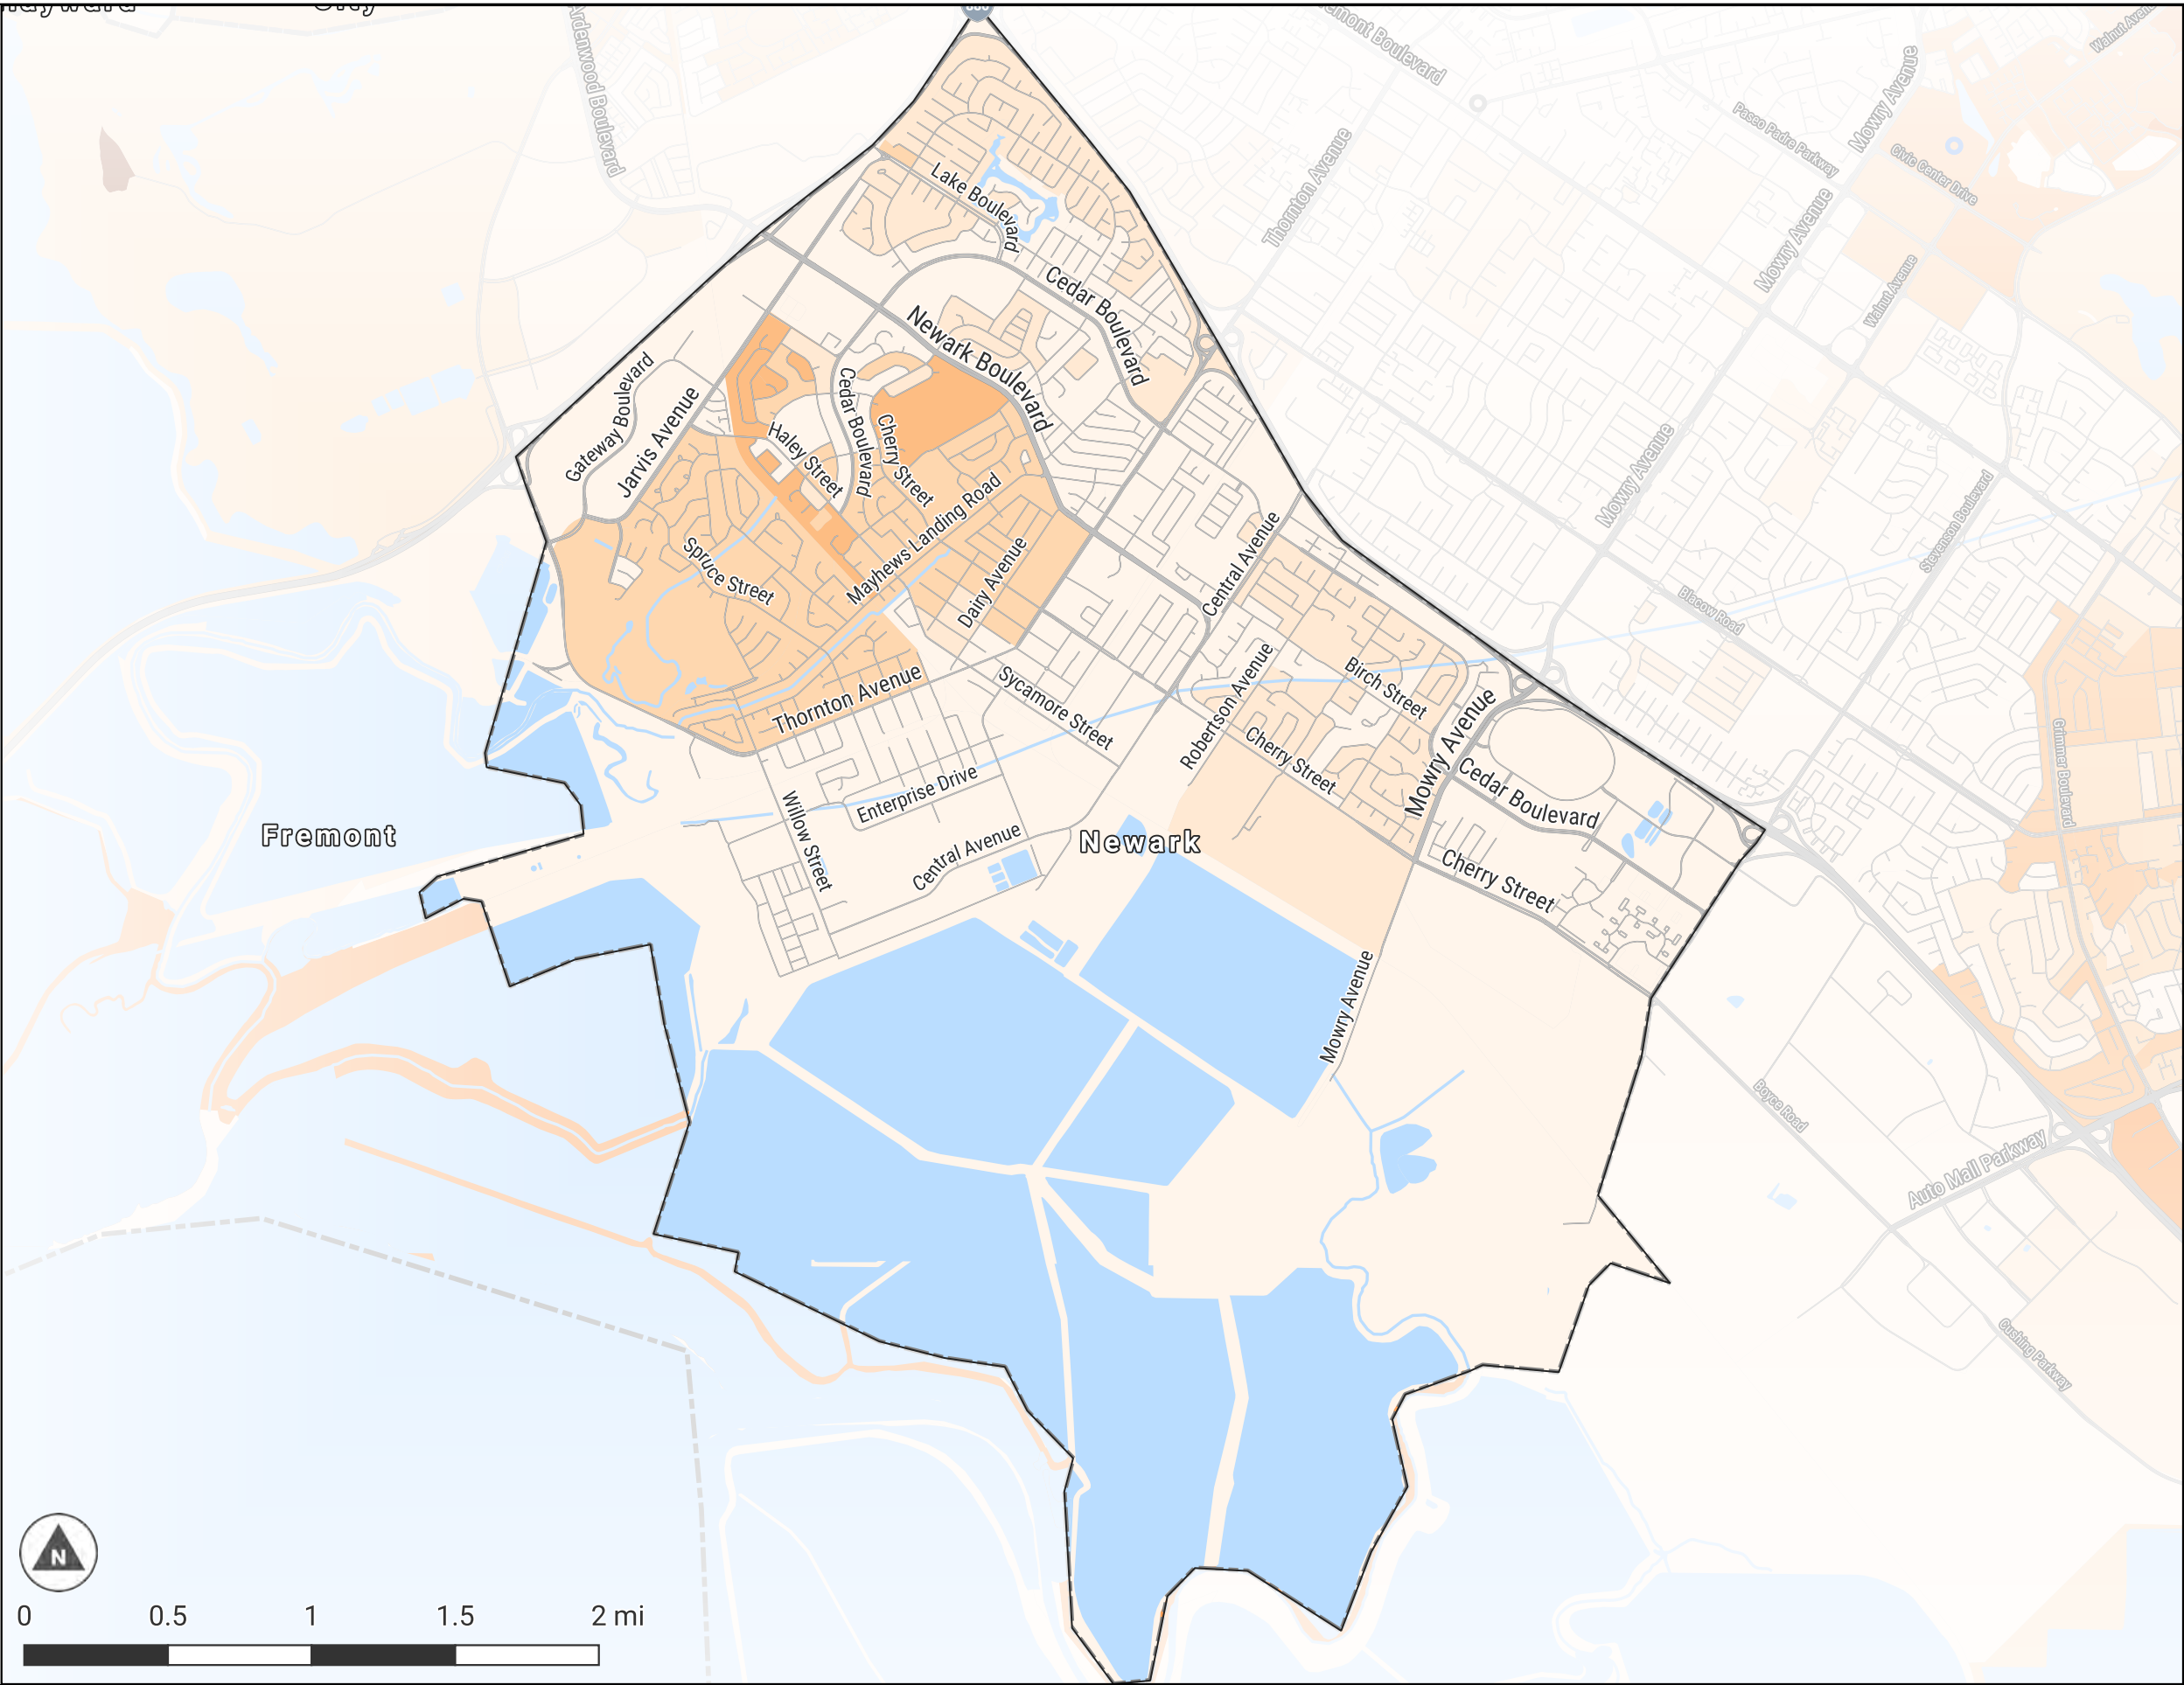 Ardenwood Boulevard
Fremont Boulevard
Mowry Avenue
Walnut Avenue
Paseo Padre Parkway
Civic Center Drive
Thornton Avenue
Mowry Avenue
Walnut Avenue
Lake Boulevard
Cedar Boulevard
Newark Boulevard
Gateway Boulevard
Jarvis Avenue
Cedar Boulevard
Cherry Street
Haley Street
Mowry Avenue
Stevenson Boulevard
Mayhews Landing Road
Spruce Street
Dairy Avenue
Central Avenue
Blacow Road
Thornton Avenue
Sycamore Street
Robertson Avenue
Birch Street
Mowry Avenue
Cherry Street
Cedar Boulevard
Grimmer Boulevard
Enterprise Drive
Willow Street
Central Avenue
Fremont
Newark
Cherry Street
Mowry Avenue
Boyce Road
Auto Mall Parkway
Cushing Parkway
N
0 0.5 1 1.5 2 mi